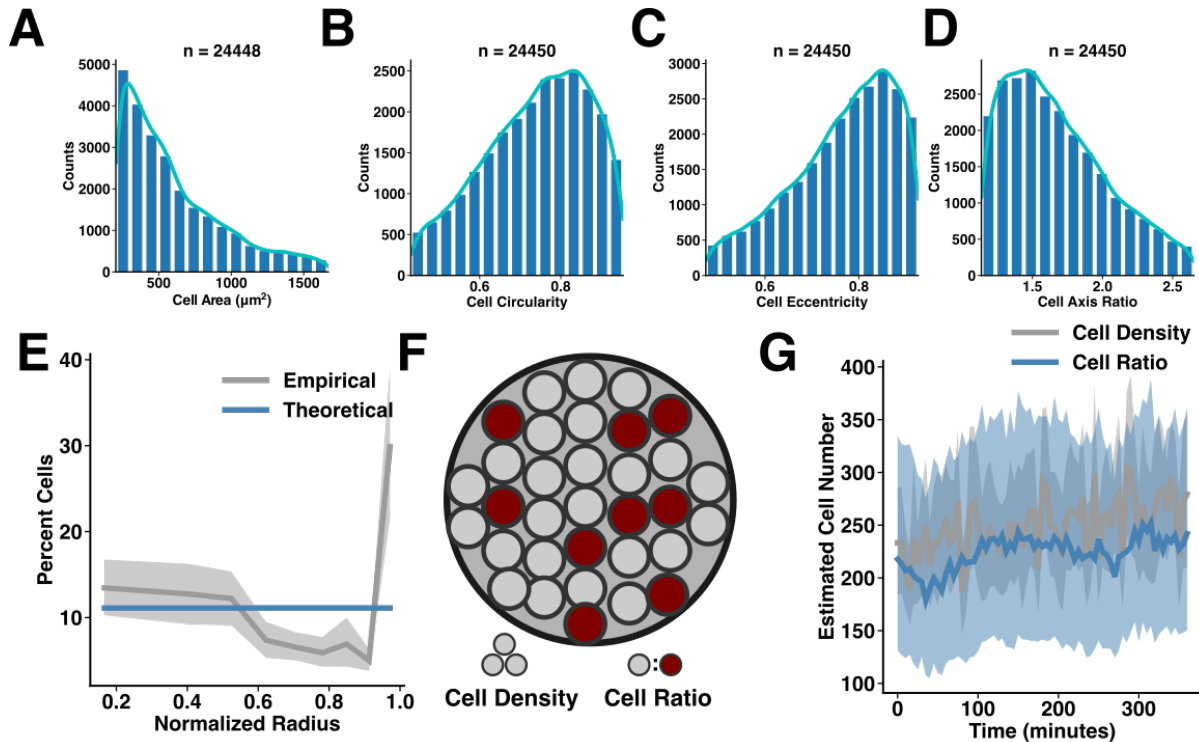 A
n = 24448
5000
4000
3000
2000
1000
0
Counts
500
1000
1500
Cell Area (μm²)
B
n = 24450
2500
2000
1500
1000
500
0
Counts
0.6
0.8
Cell Circularity
C
n = 24450
3000
2500
2000
1500
1000
500
0
Counts
0.6
0.8
Cell Eccentricity
D
n = 24450
2500
2000
1500
1000
500
0
Counts
1.5
2.0
2.5
Cell Axis Ratio
E
40
30
20
10
Percent Cells
Empirical
Theoretical
0.2
0.4
0.6
0.8
1.0
Normalized Radius
F
Cell Density
:
Cell Ratio
G
Cell Density
Cell Ratio
400
350
300
250
200
150
100
Estimated Cell Number
0
100
200
300
Time (minutes)